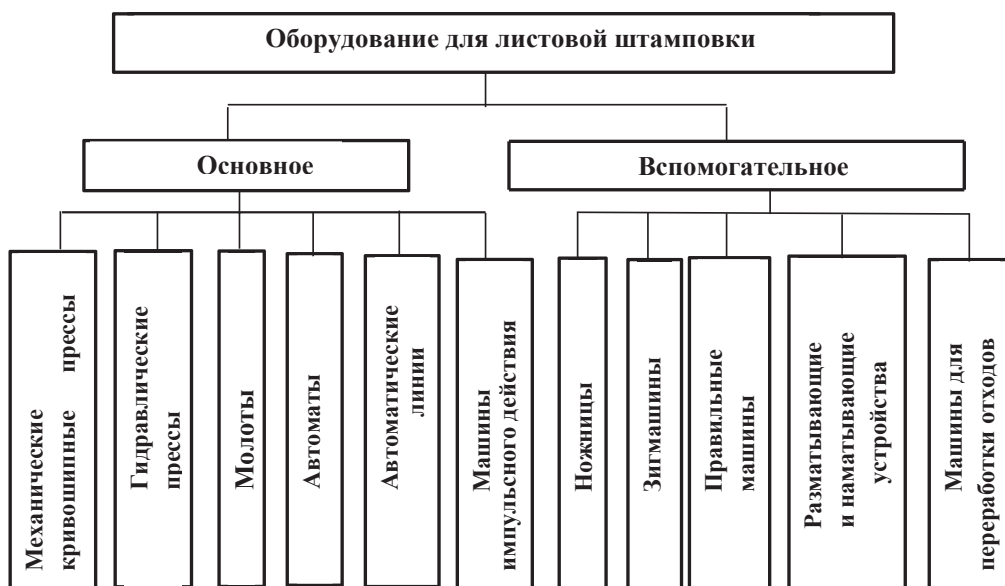 Оборудование для листовой штамповки
Основное
Вспомогательное
Механические
кривошипные прессы
Гидравлические
прессы
Молоты
Автоматы
Автоматические
линии
Машины
импульсного действия
Ножницы
Зигмашины
Правильные
машины
Разматывающие
и наматывающие
устройства
Машины для
переработки отходов